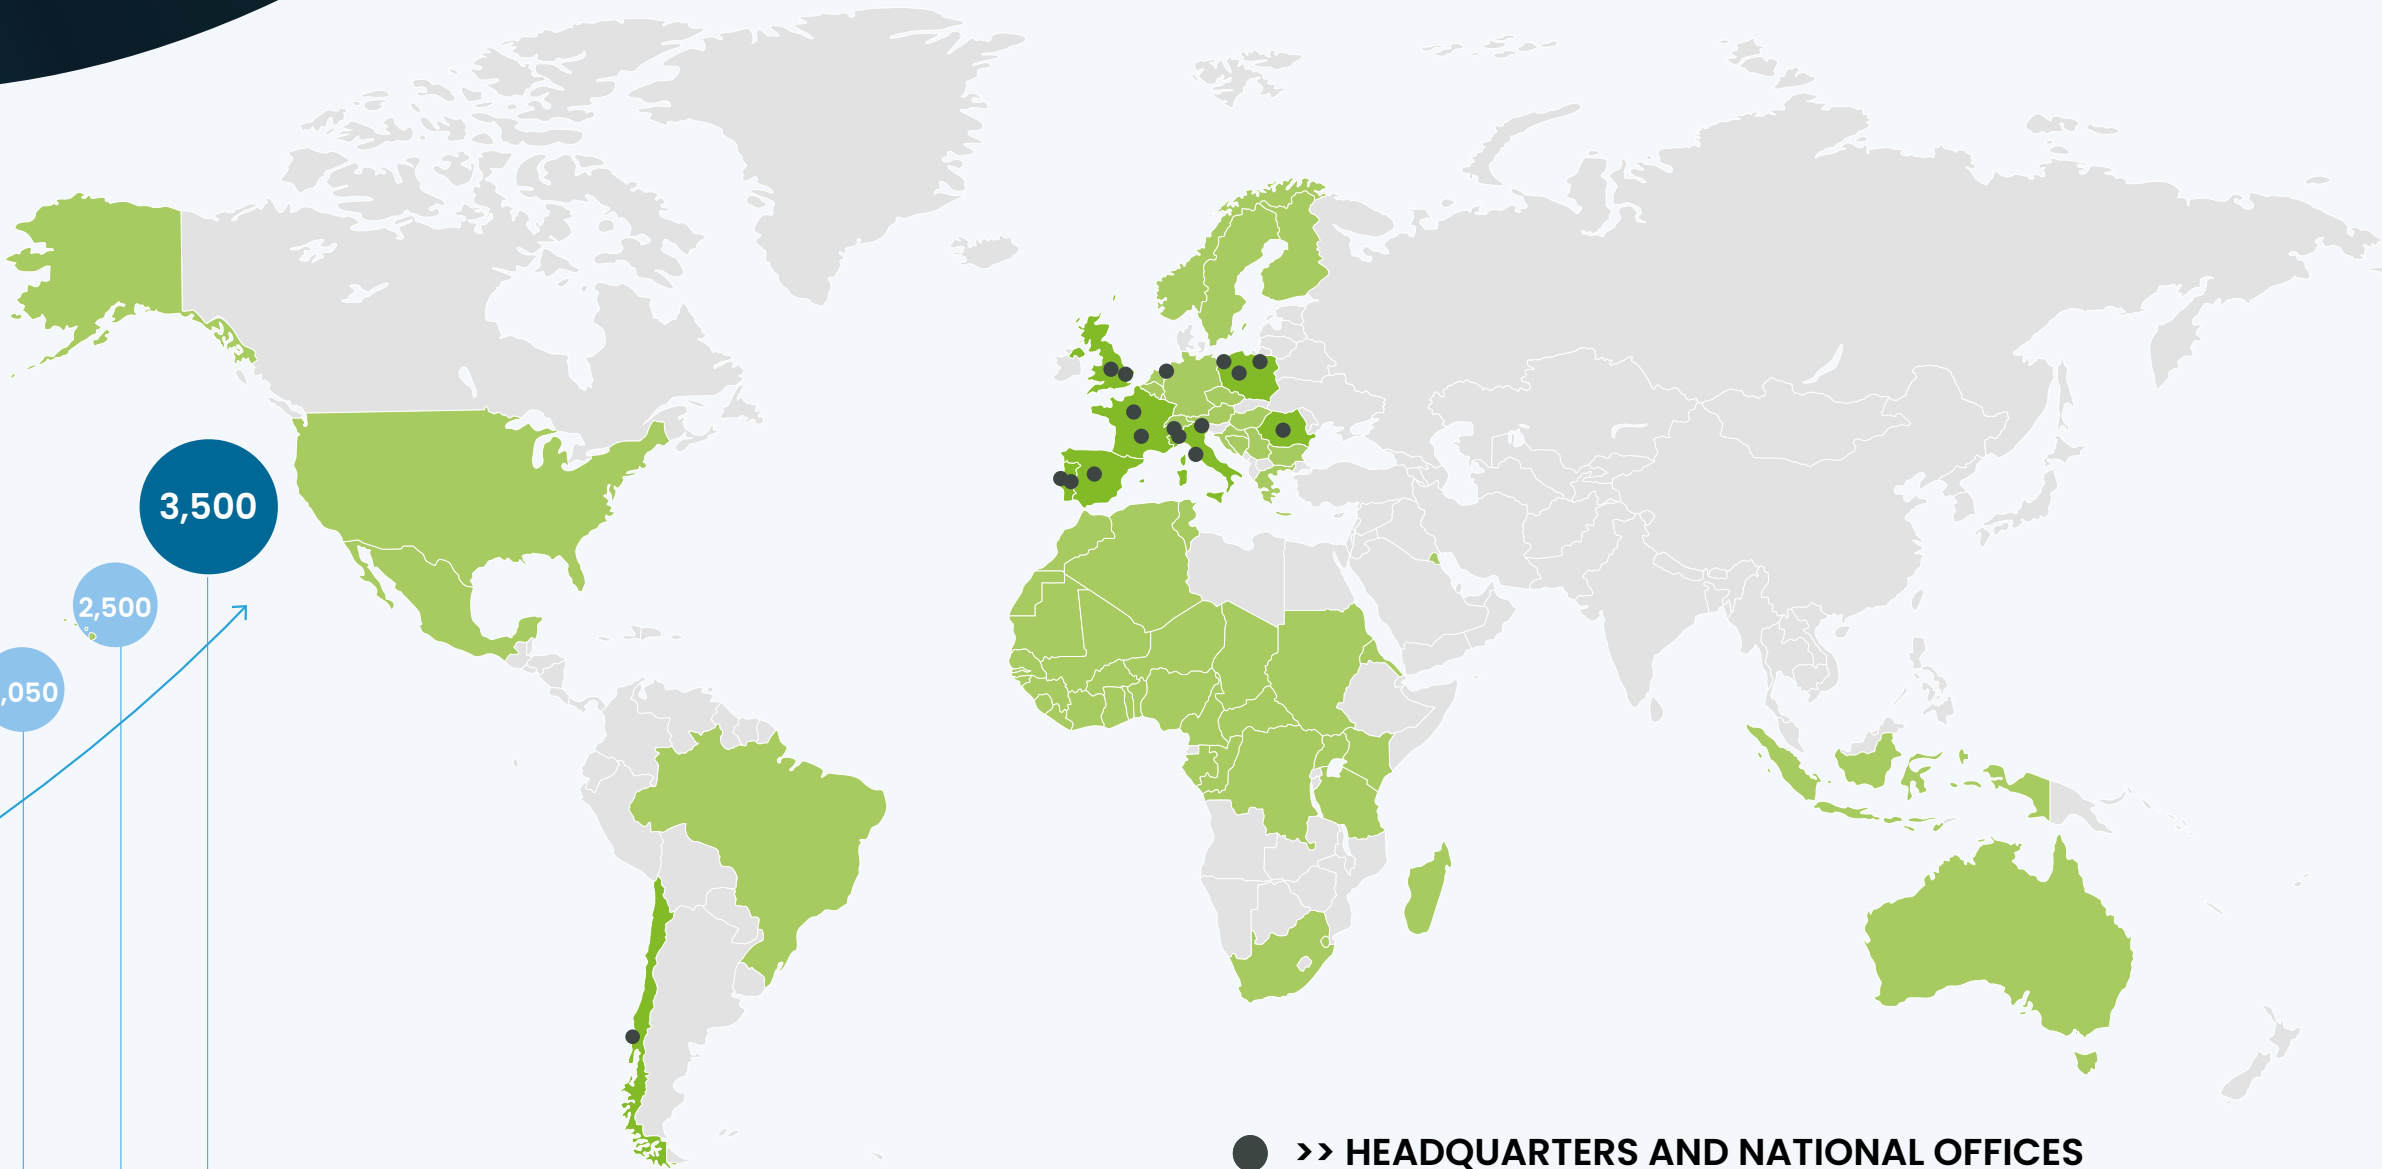 3,500
2,500
,050
>> HEADQUARTERS AND NATIONAL OFFICES